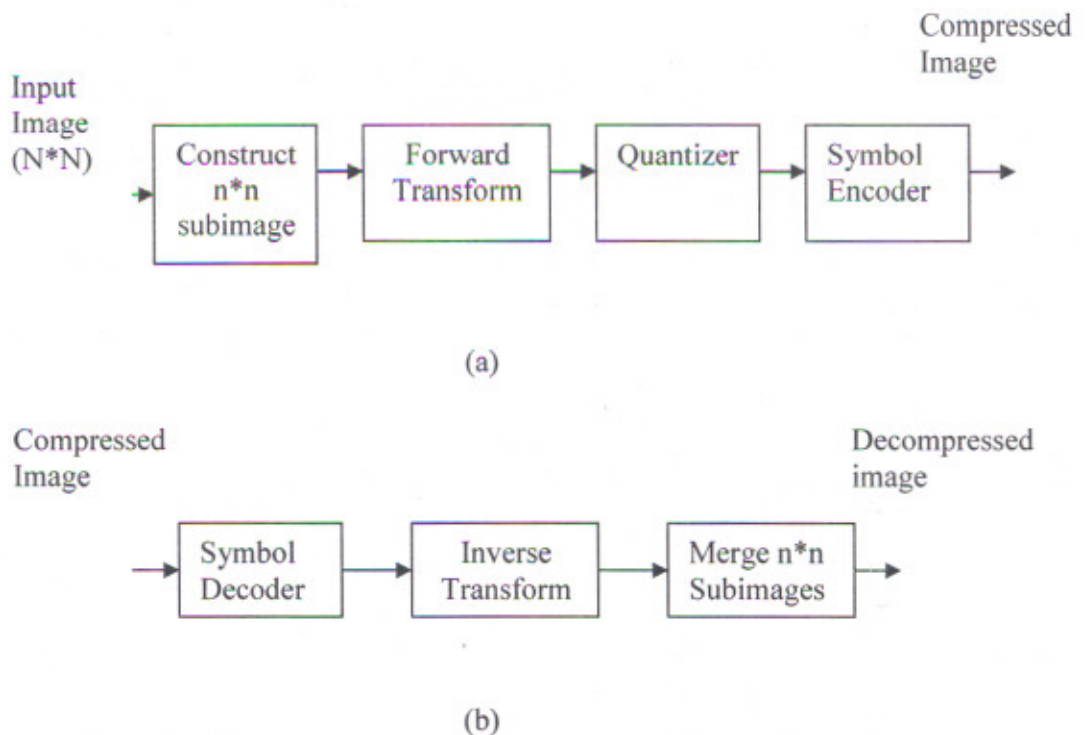 Compressed
Image
Input
Image
(N*N)
Construct
n*n
subimage
Forward
Transform
Quantizer
Symbol
Encoder
(a)
Compressed
Image
Decompressed
image
Symbol
Decoder
Inverse
Transform
Merge n*n
Subimages
(b)